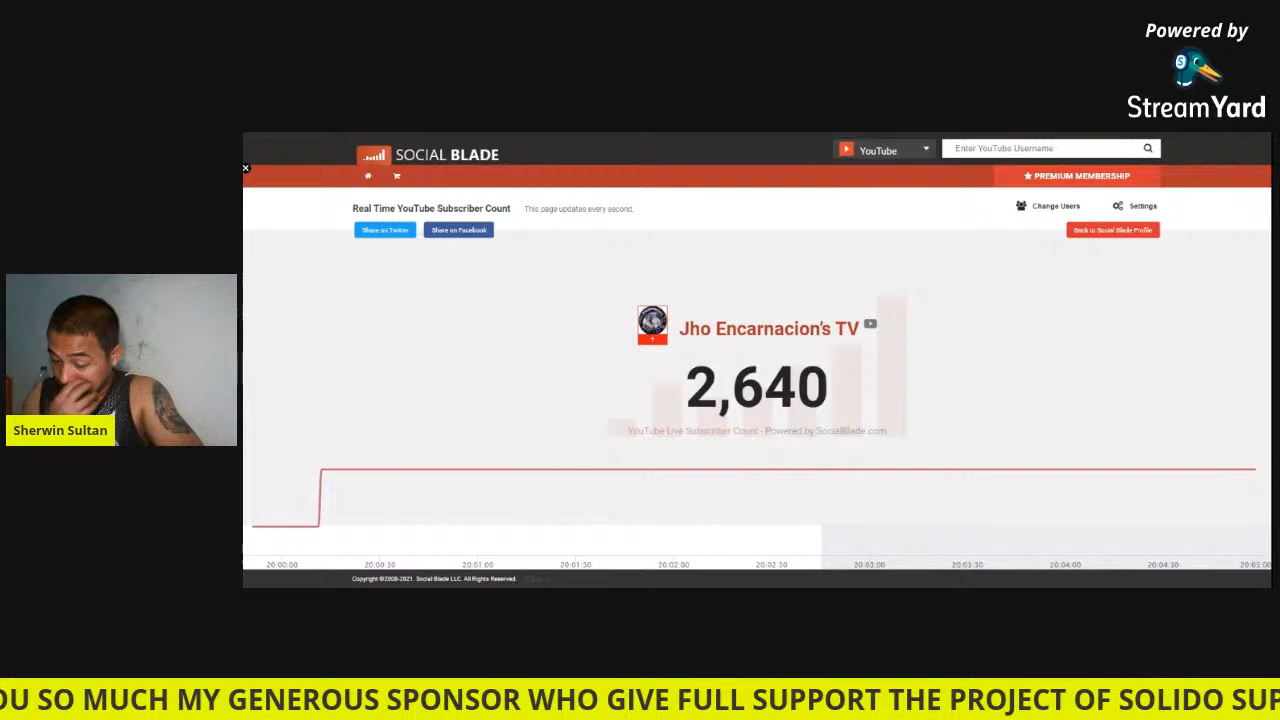 Powered by
StreamYard
SOCIAL BLADE
YouTube
Enter YouTube Username
PREMIUM MEMBERSHIP
Real Time YouTube Subscriber Count
This page updates every second.
Change Users
Settings
Share on Twitter
Share on Facebook
Back to Social Blade Profile
Jho Encarnacion's TV
2,640
YouTube Live Subscriber Count - Powered by SocialBlade.com
Sherwin Sultan
20:00:00 20:00:30 20:01:00 20:01:30 20:02:00 20:02:30 20:03:00 20:03:30 20:04:00 20:04:30 20:05:00
Copyright ©2008-2021. Social Blade LLC. All Rights Reserved.
OU SO MUCH MY GENEROUS SPONSOR WHO GIVE FULL SUPPORT THE PROJECT OF SOLIDO SUP